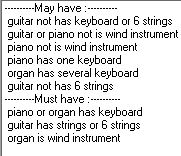 ----------May have :----------
guitar not has keyboard or 6 strings
guitar or piano not is wind instrument
piano not is wind instrument
piano has one keyboard
organ has several keyboard
guitar not has 6 strings
----------Must have :----------
piano or organ has keyboard
guitar has strings or 6 strings
organ is wind instrument